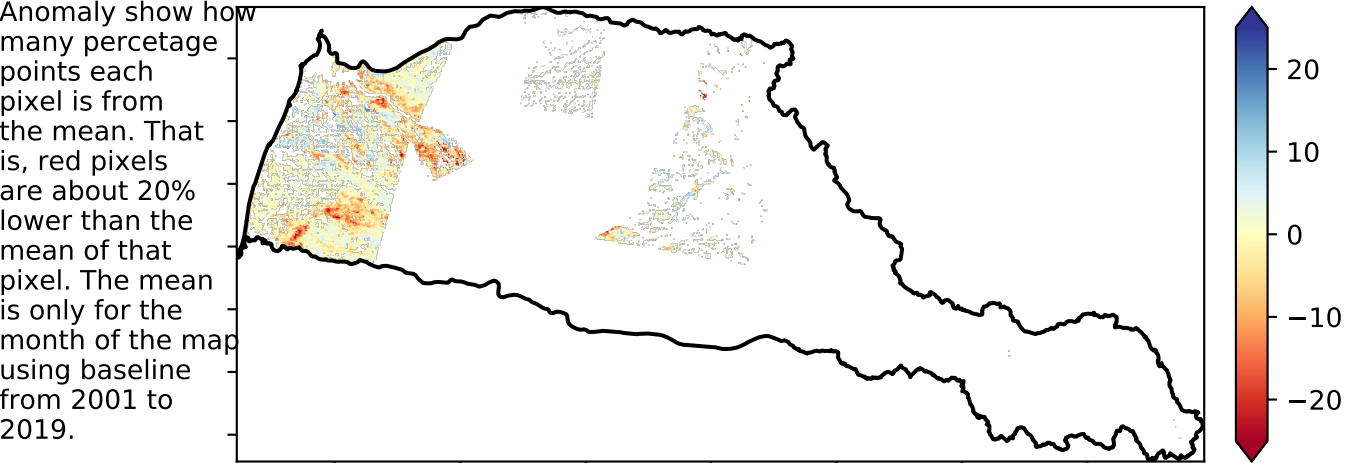 Anomaly show how
many percetage
points each
pixel is from
the mean. That
is, red pixels
are about 20%
lower than the
mean of that
pixel. The mean
is only for the
month of the map
using baseline
from 2001 to
2019.
20
10
0
−10
−20